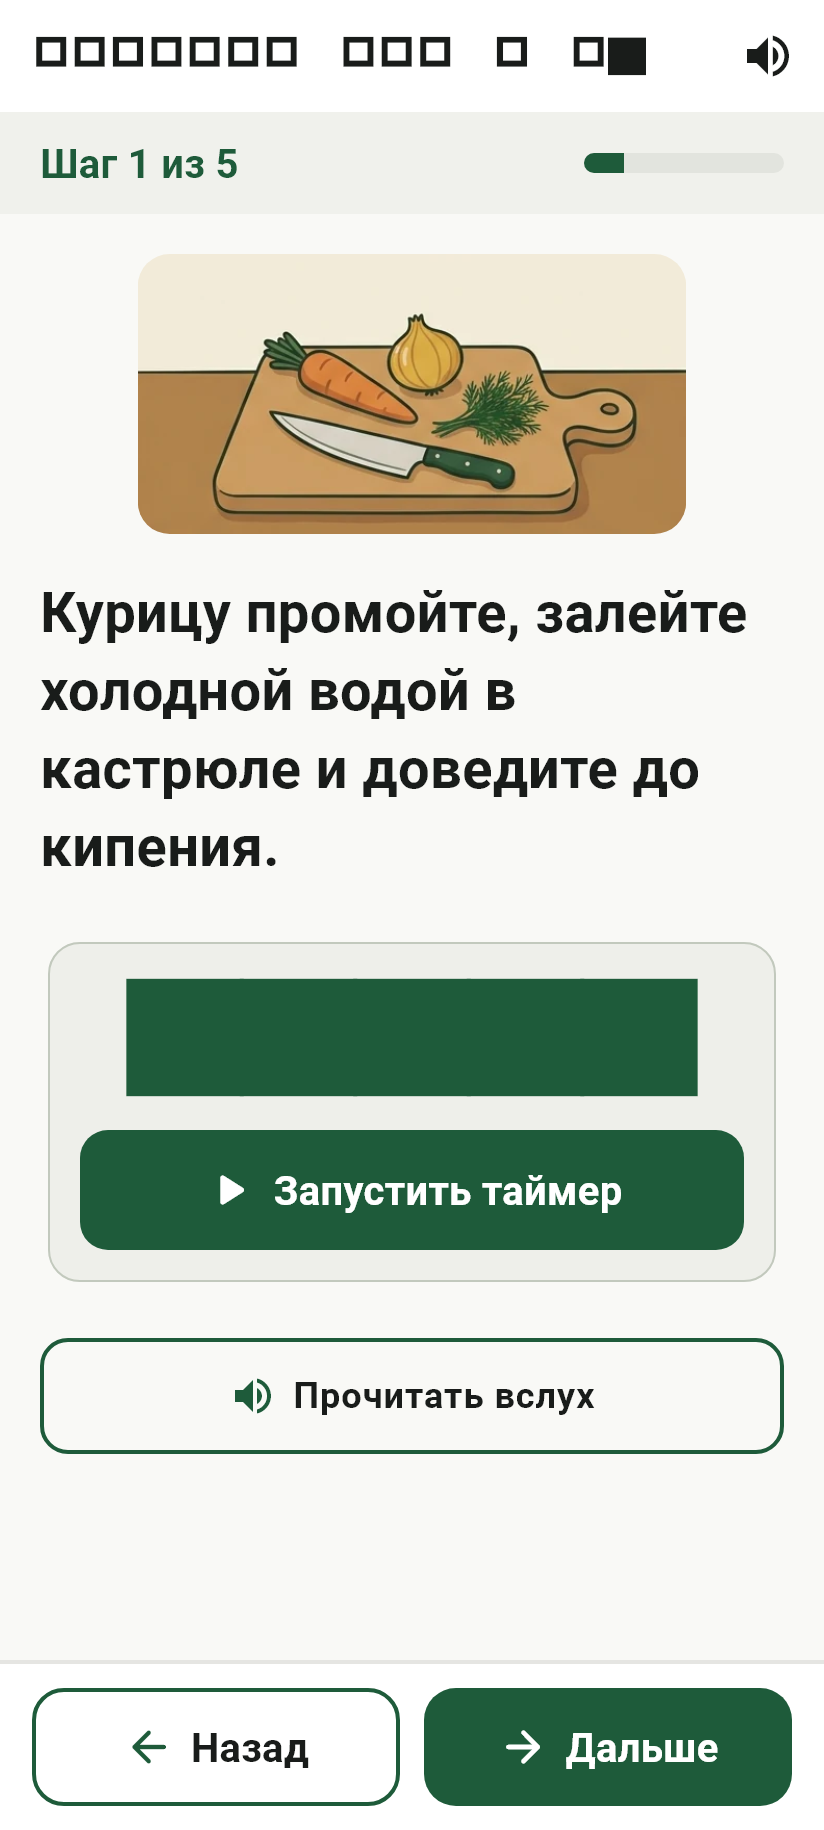 Шаг 1 из 5
Курицу промойте, залейте
холодной водой в
кастрюле и доведите до
кипения.
Запустить таймер
Прочитать вслух
Назад
Дальше